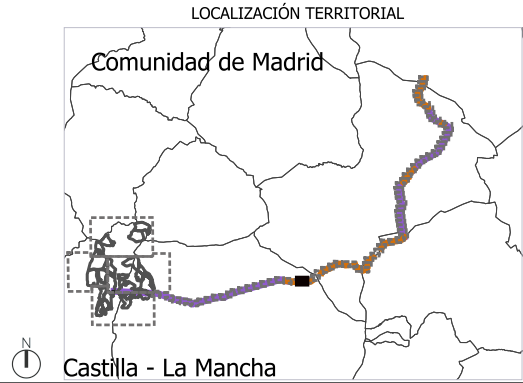 LOCALIZACIÓN TERRITORIAL
Comunidad de Madrid
N
Castilla - La Mancha